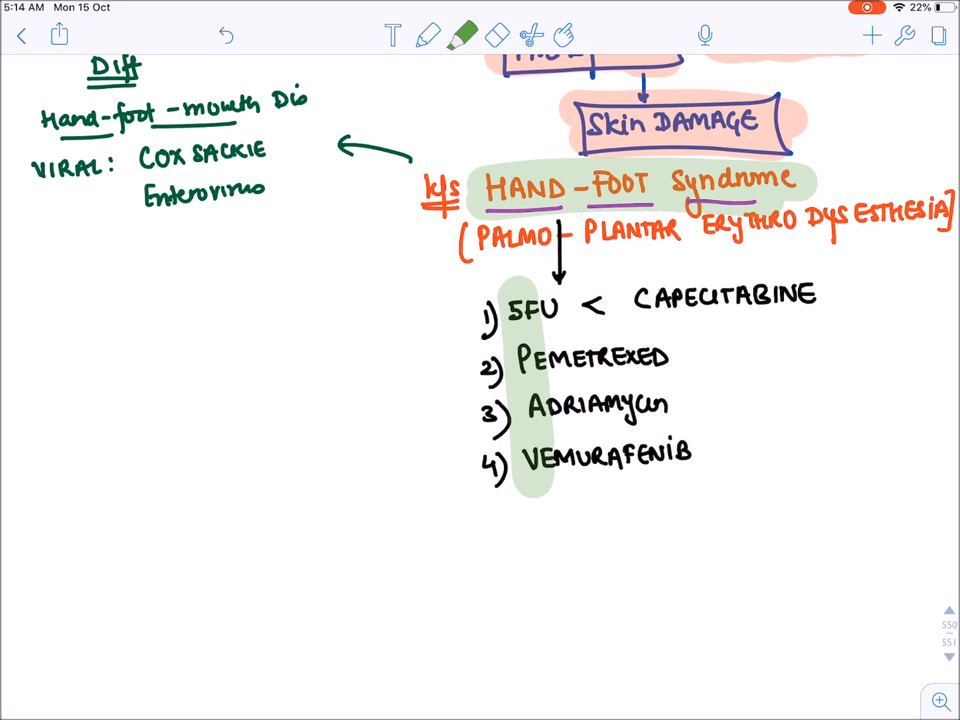 5:14 AM Mon 15 Oct
22%
T
Diff
Hand-foot-mouth Dis
VIRAL: COXSACKIE
Enterovirus
Skin DAMAGE
k/s HAND-FOOT Syndrome
(PALMO-PLANTAR ERYTHRO DYSESTHESIA]
1) 5FU < CAPECITABINE
2) PEMETREXED
3) ADRIAMycin
4) VEMURAFENiB
550
551